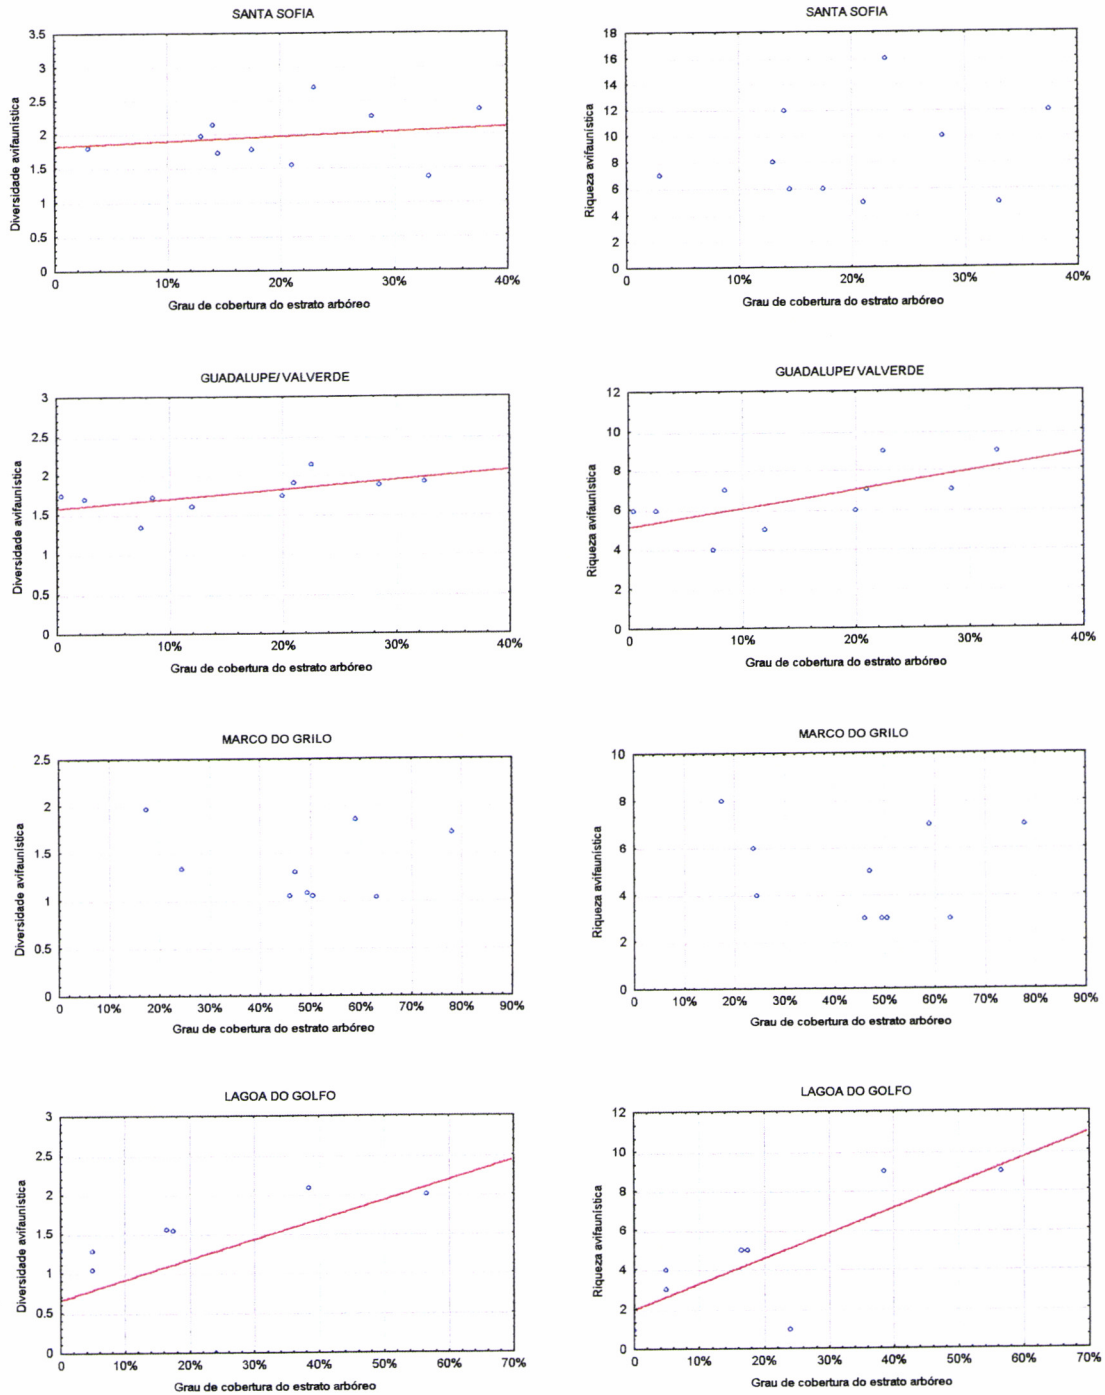 SANTA SOFIA
3.5
3
2.5
2
1.5
1
0.5
0
Diversidade avifaunística
0 10% 20% 30% 40%
Grau de cobertura do estrato arbóreo
SANTA SOFIA
18
16
14
12
10
8
6
4
2
0
Riqueza avifaunística
0 10% 20% 30% 40%
Grau de cobertura do estrato arbóreo
GUADALUPE/ VALVERDE
3
2.5
2
1.5
1
0.5
0
Diversidade avifaunística
0 10% 20% 30% 40%
Grau de cobertura do estrato arbóreo
GUADALUPE/ VALVERDE
12
10
8
6
4
2
0
Riqueza avifaunística
0 10% 20% 30% 40%
Grau de cobertura do estrato arbóreo
MARCO DO GRILO
2.5
2
1.5
1
0.5
0
Diversidade avifaunística
0 10% 20% 30% 40% 50% 60% 70% 80% 90%
Grau de cobertura do estrato arbóreo
MARCO DO GRILO
10
8
6
4
2
0
Riqueza avifaunística
0 10% 20% 30% 40% 50% 60% 70% 80% 90%
Grau de cobertura do estrato arbóreo
LAGOA DO GOLFO
3
2.5
2
1.5
1
0.5
0
Diversidade avifaunística
0 10% 20% 30% 40% 50% 60% 70%
Grau de cobertura do estrato arbóreo
LAGOA DO GOLFO
12
10
8
6
4
2
0
Riqueza avifaunística
0 10% 20% 30% 40% 50% 60% 70%
Grau de cobertura do estrato arbóreo